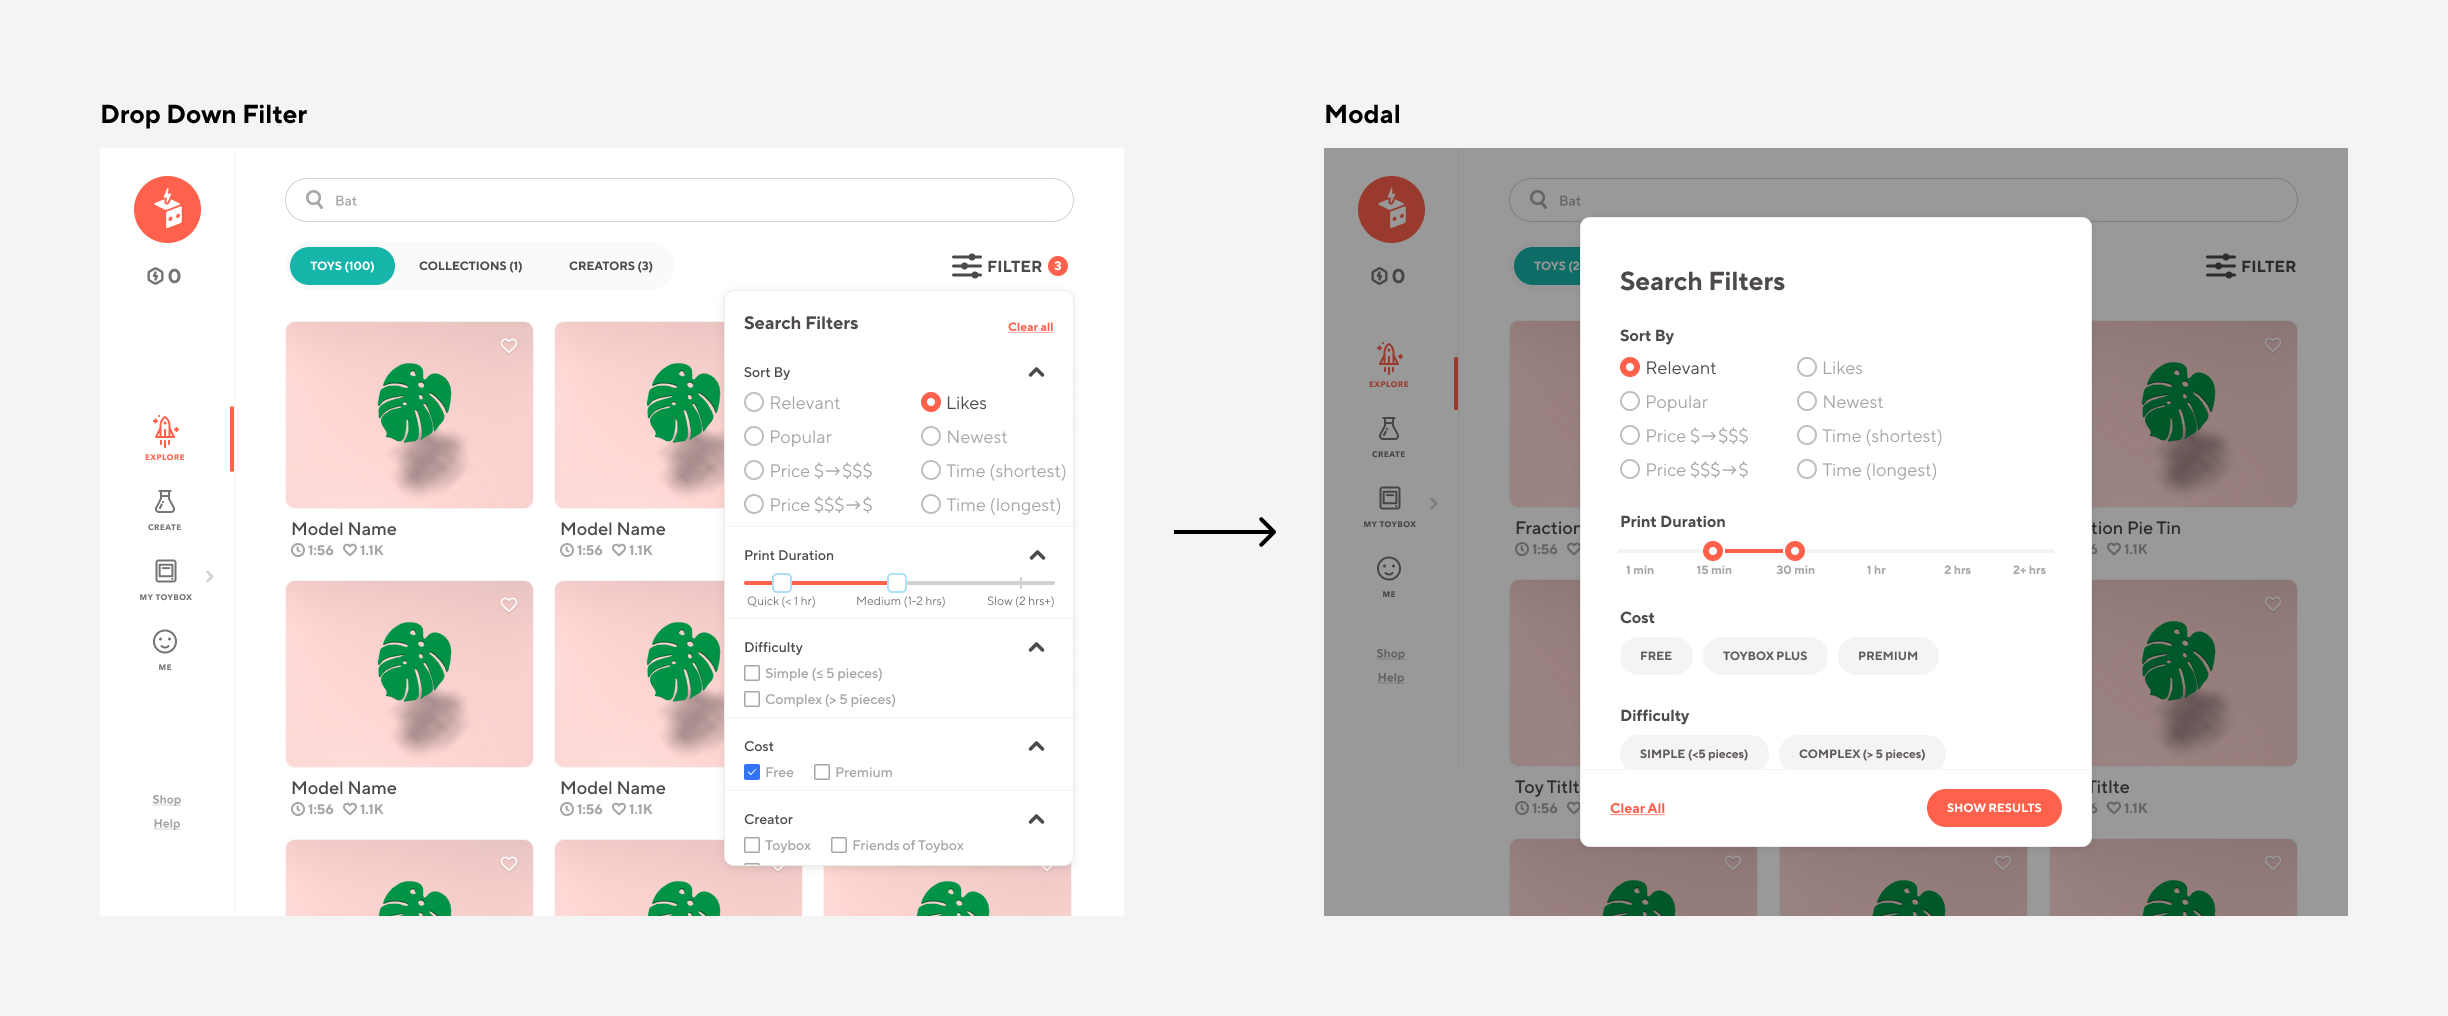 Drop Down Filter
Bat
0
TOYS (100)
COLLECTIONS (1)
CREATORS (3)
FILTER 3
EXPLORE
CREATE
MY TOYBOX
ME
Shop
Help
Model Name
1:56 1.1K
Model Name
1:56 1.1K
Model Name
1:56 1.1K
Model Name
1:56 1.1K
Search Filters
Clear all
Sort By
Relevant
Likes
Popular
Newest
Price $→$$$
Time (shortest)
Price $$$→$
Time (longest)
Print Duration
Quick (< 1 hr)
Medium (1-2 hrs)
Slow (2 hrs+)
Difficulty
Simple (≤ 5 pieces)
Complex (> 5 pieces)
Cost
Free
Premium
Creator
Toybox
Friends of Toybox
Modal
Bat
0
TOYS (2
FILTER
EXPLORE
CREATE
MY TOYBOX
ME
Shop
Help
Fraction
1:56
tion Pie Tin
1.1K
Toy Titlt
1:56
Titlte
1.1K
Search Filters
Sort By
Relevant
Likes
Popular
Newest
Price $→$$$
Time (shortest)
Price $$$→$
Time (longest)
Print Duration
1 min
15 min
30 min
1 hr
2 hrs
2+ hrs
Cost
FREE
TOYBOX PLUS
PREMIUM
Difficulty
SIMPLE (<5 pieces)
COMPLEX (> 5 pieces)
Clear All
SHOW RESULTS